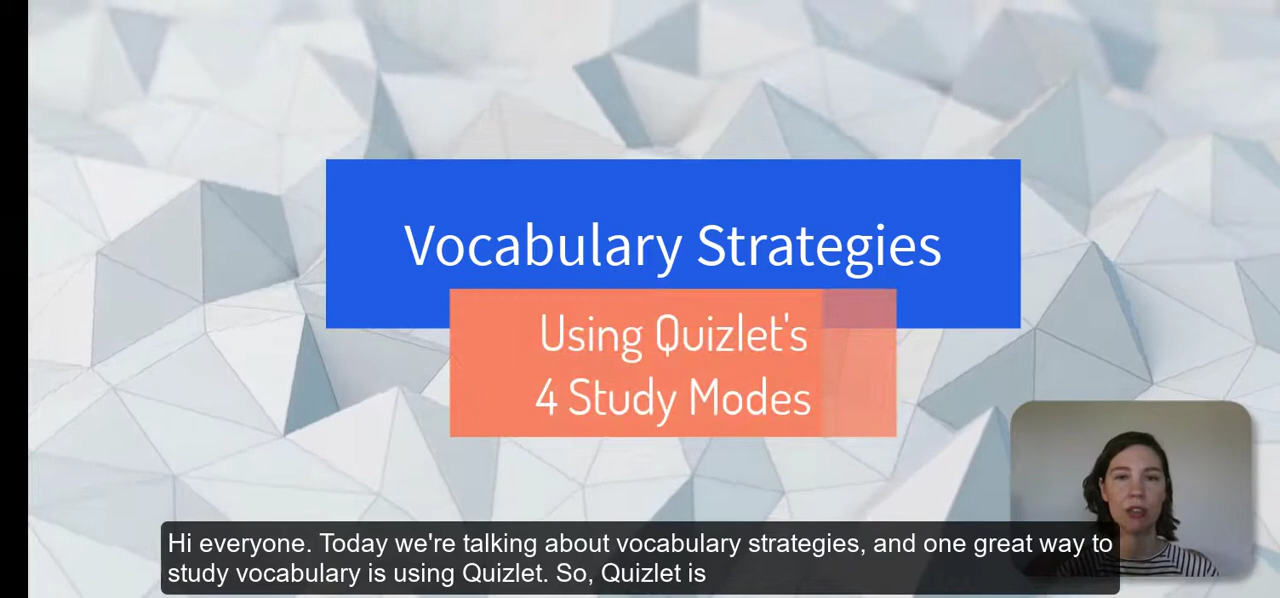 Vocabulary Strategies
Using Quizlet's
4 Study Modes
Hi everyone. Today we're talking about vocabulary strategies, and one great way to
study vocabulary is using Quizlet. So, Quizlet is